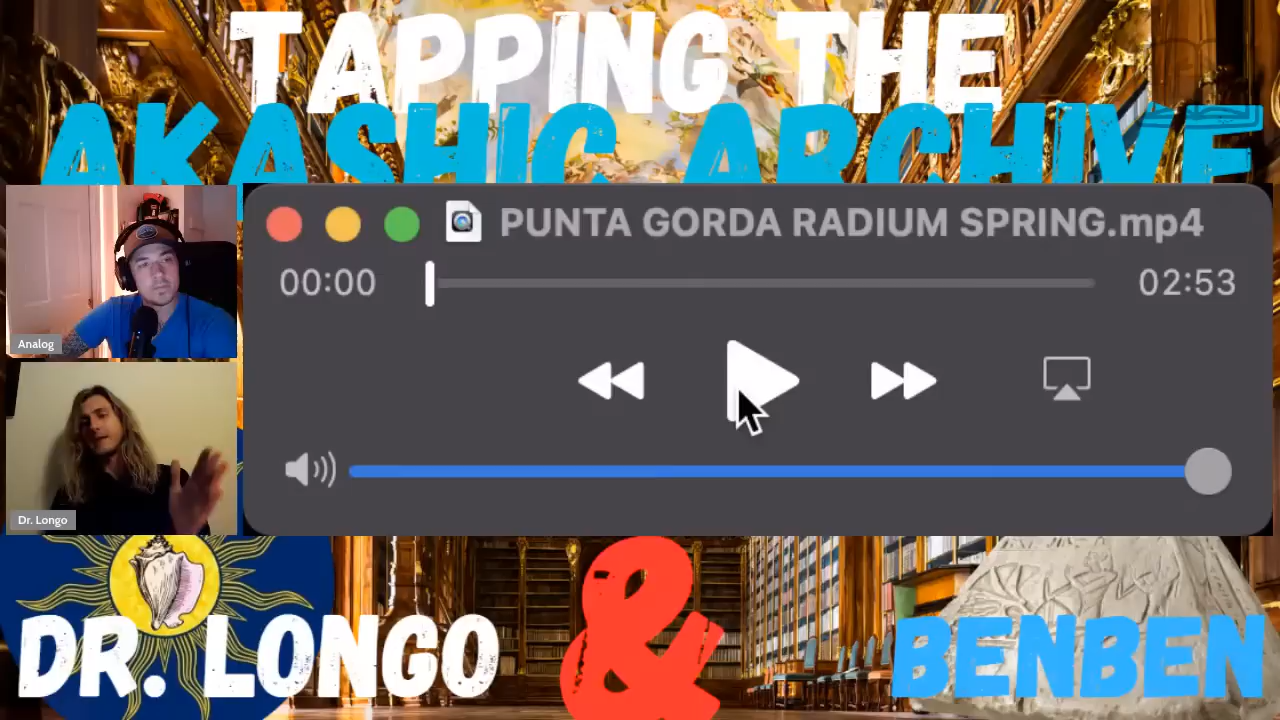 TAPPING THE
AKASHIC ARCHIVE
PUNTA GORDA RADIUM SPRING.mp4
00:00
02:53
Analog
Dr. Longo
DR. LONGO
&
BENBEN